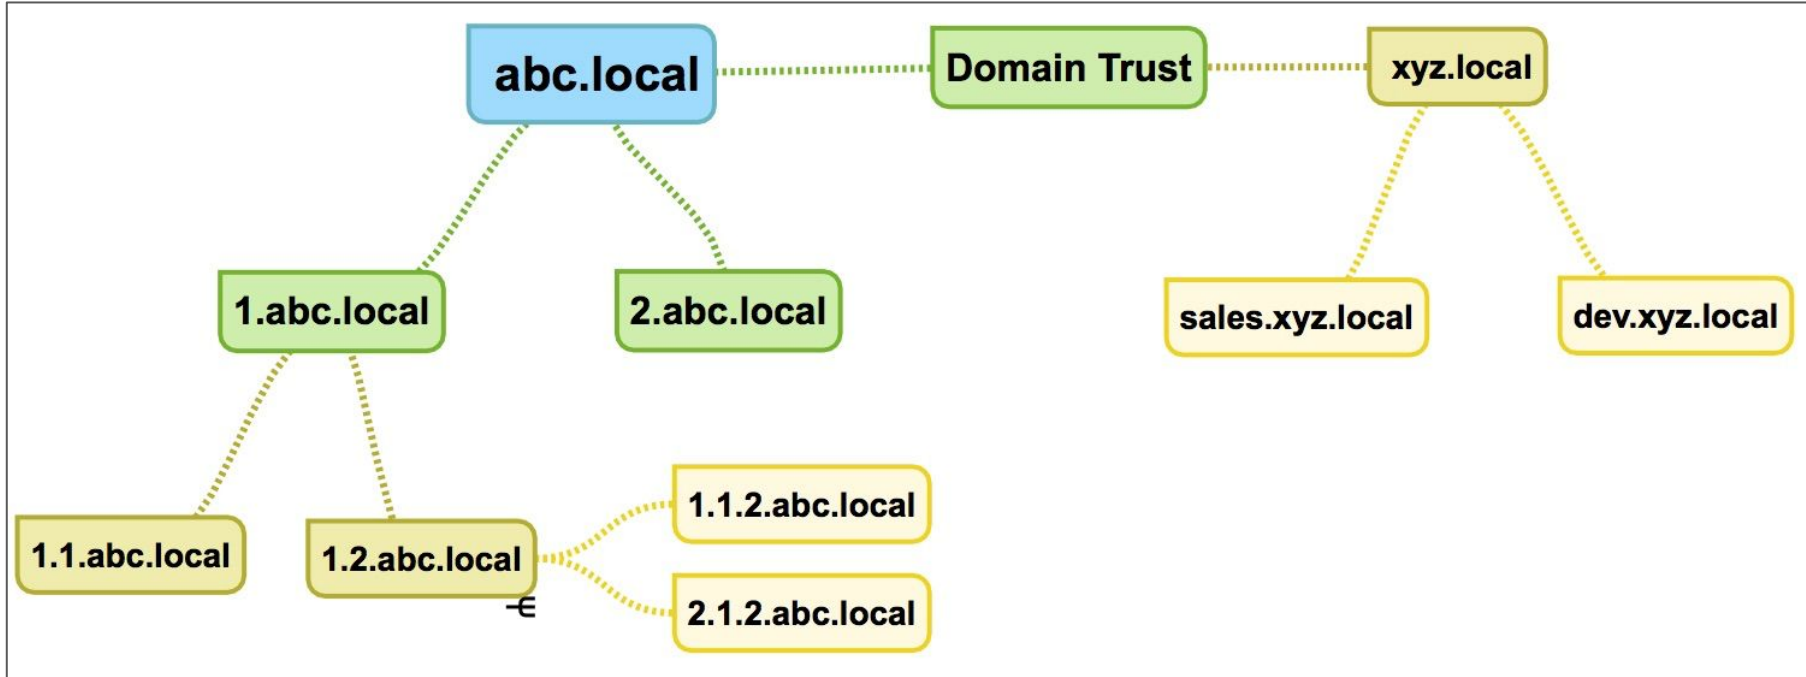 abc.local
Domain Trust
xyz.local
1.abc.local
2.abc.local
sales.xyz.local
dev.xyz.local
1.1.abc.local
1.2.abc.local
1.1.2.abc.local
2.1.2.abc.local